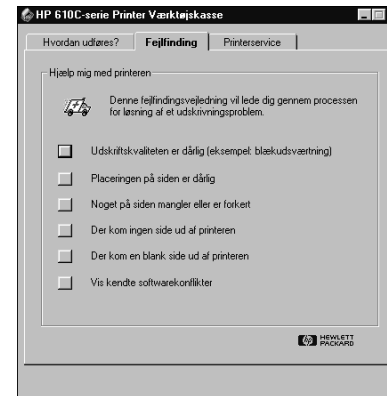 HP 610C-serie Printer Værktøjskasse
Hvordan udføres? Fejlfinding Printerservice
Hjælp mig med printeren
Denne fejlfindingsvejledning vil lede dig gennem processen
for løsning af et udskrivningsproblem.
Udskriftskvaliteten er dårlig (eksempel: blækudsværtning)
Placeringen på siden er dårlig
Noget på siden mangler eller er forkert
Der kom ingen side ud af printeren
Der kom en blank side ud af printeren
Vis kendte softwarekonflikter
HEWLETT
PACKARD